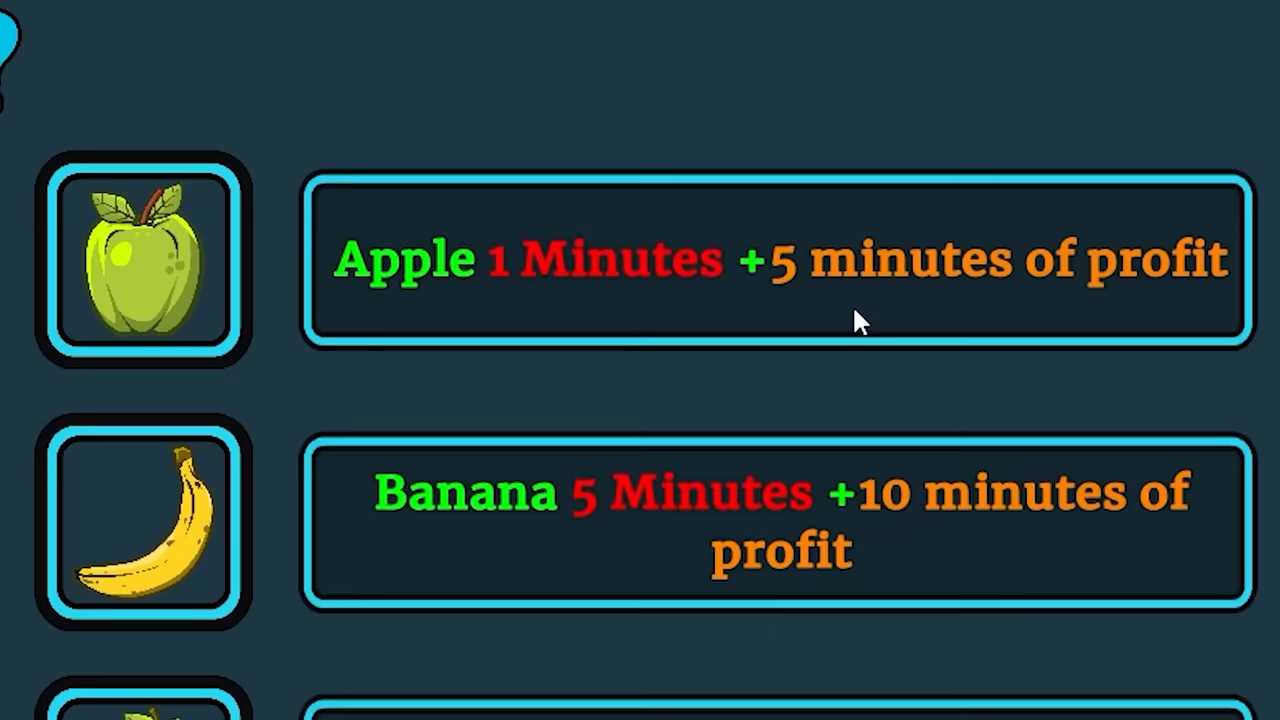 Apple 1 Minutes +5 minutes of profit
Banana 5 Minutes +10 minutes of
profit